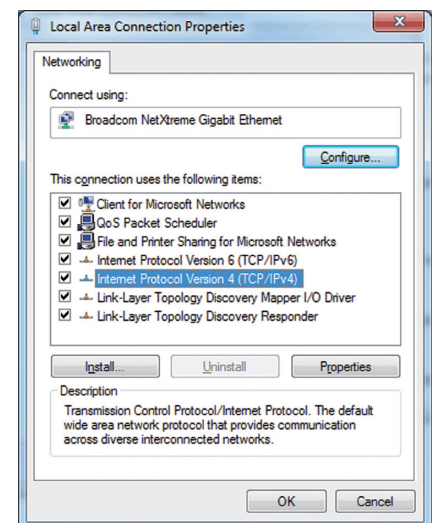 Local Area Connection Properties
Networking
Connect using:
Broadcom NetXtreme Gigabit Ethernet
Configure...
This connection uses the following items:
Client for Microsoft Networks
QoS Packet Scheduler
File and Printer Sharing for Microsoft Networks
Internet Protocol Version 6 (TCP/IPv6)
Internet Protocol Version 4 (TCP/IPv4)
Link-Layer Topology Discovery Mapper I/O Driver
Link-Layer Topology Discovery Responder
Install... Uninstall Properties
Description
Transmission Control Protocol/Internet Protocol. The default
wide area network protocol that provides communication
across diverse interconnected networks.
OK Cancel